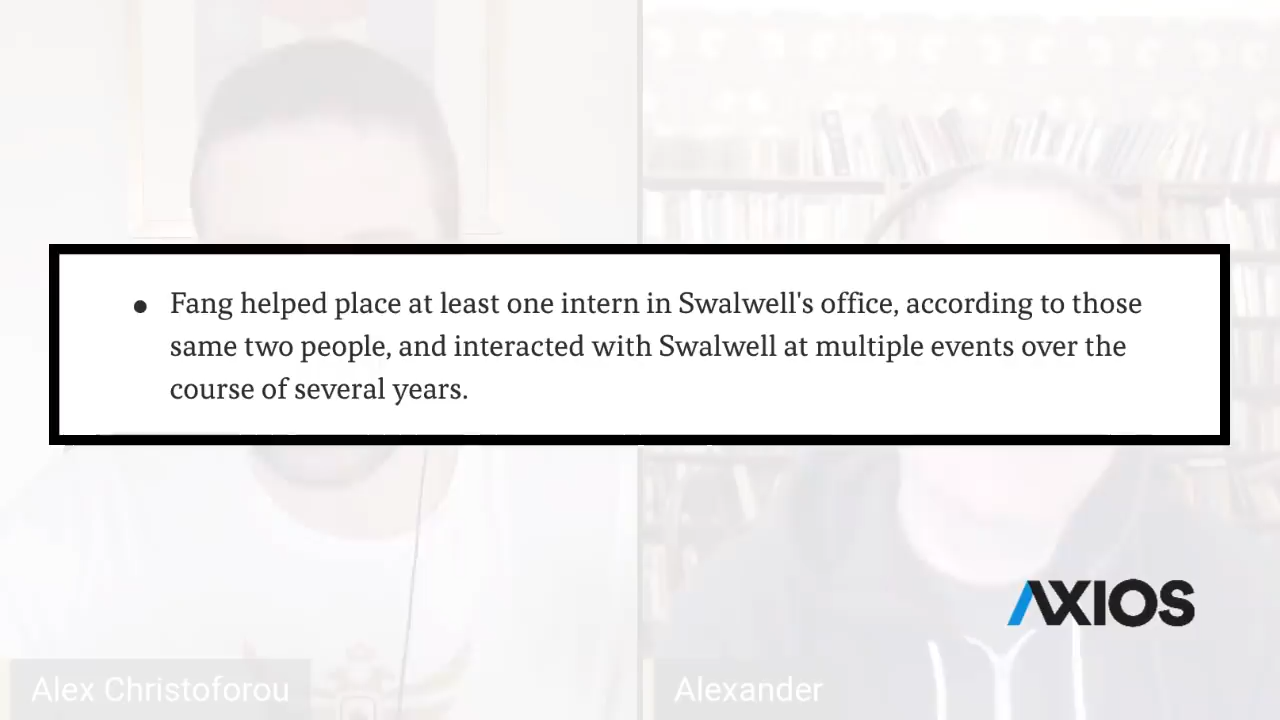 • Fang helped place at least one intern in Swalwell's office, according to those
same two people, and interacted with Swalwell at multiple events over the
course of several years.
AXIOS
Alex Christoforou
Alexander